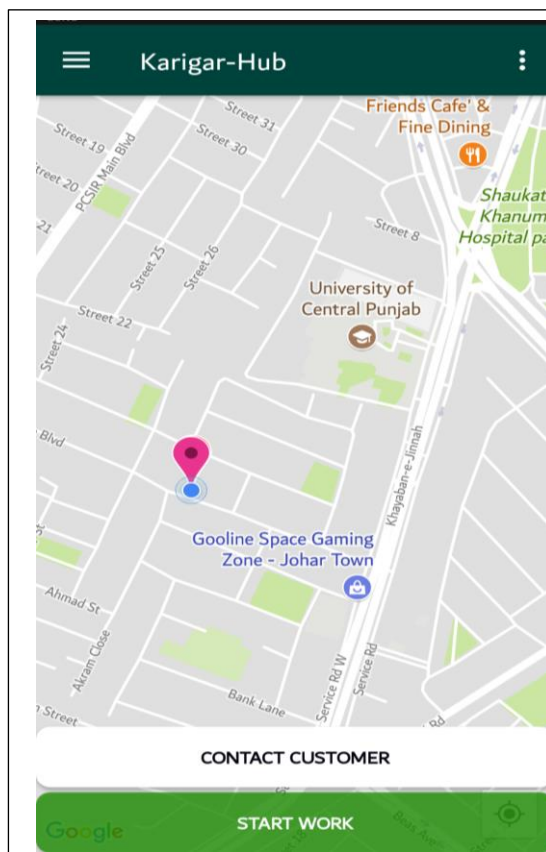 Karigar-Hub
Street 31
Friends Cafe' &
Fine Dining
Street 19
Street 30
PCSIR Main Blvd
Street 20
Shaukat
Khanum
Hospital pa
21
Street 8
Street 25
Street 26
University of
Central Punjab
Street 22
Street 24
Blvd
Khayaban-e-Jinnah
Gooline Space Gaming
Zone - Johar Town
Ahmad St
Akram Close
Service Rd W
Service Rd
Bank Lane
Street
Rd
CONTACT CUSTOMER
START WORK
Google